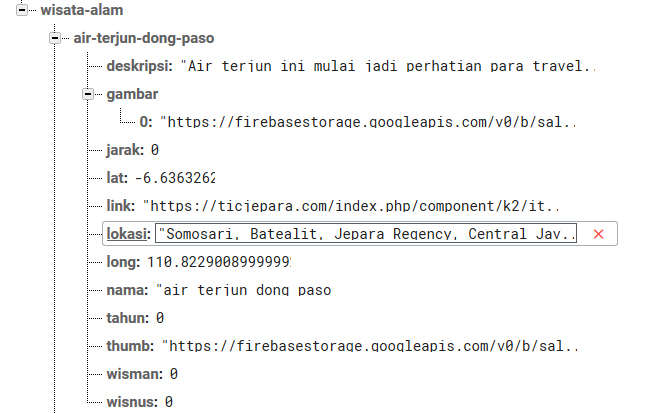 wisata-alam
air-terjun-dong-paso
deskripsi: "Air terjun ini mulai jadi perhatian para travel..
gambar
0: "https://firebasestorage.googleapis.com/v0/b/sal..
jarak: 0
lat: -6.6363262
link: "https://ticjepara.com/index.php/component/k2/it..
lokasi: "Somosari, Batealit, Jepara Regency, Central Jav..
long: 110.8229008999999
nama: "air terjun dong paso
tahun: 0
thumb: "https://firebasestorage.googleapis.com/v0/b/sal..
wisman: 0
wisnus: 0